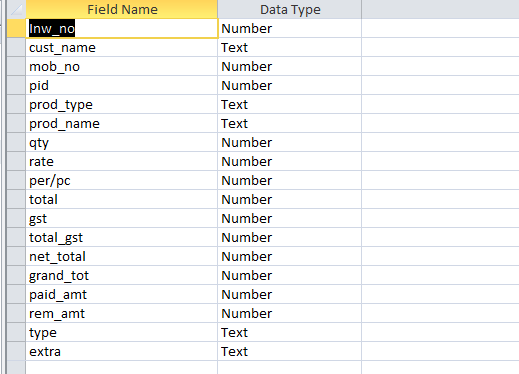 Field Name Data Type
Inw_no Number
cust_name Text
mob_no Number
pid Number
prod_type Text
prod_name Text
qty Number
rate Number
per/pc Number
total Number
gst Number
total_gst Number
net_total Number
grand_tot Number
paid_amt Number
rem_amt Number
type Text
extra Text